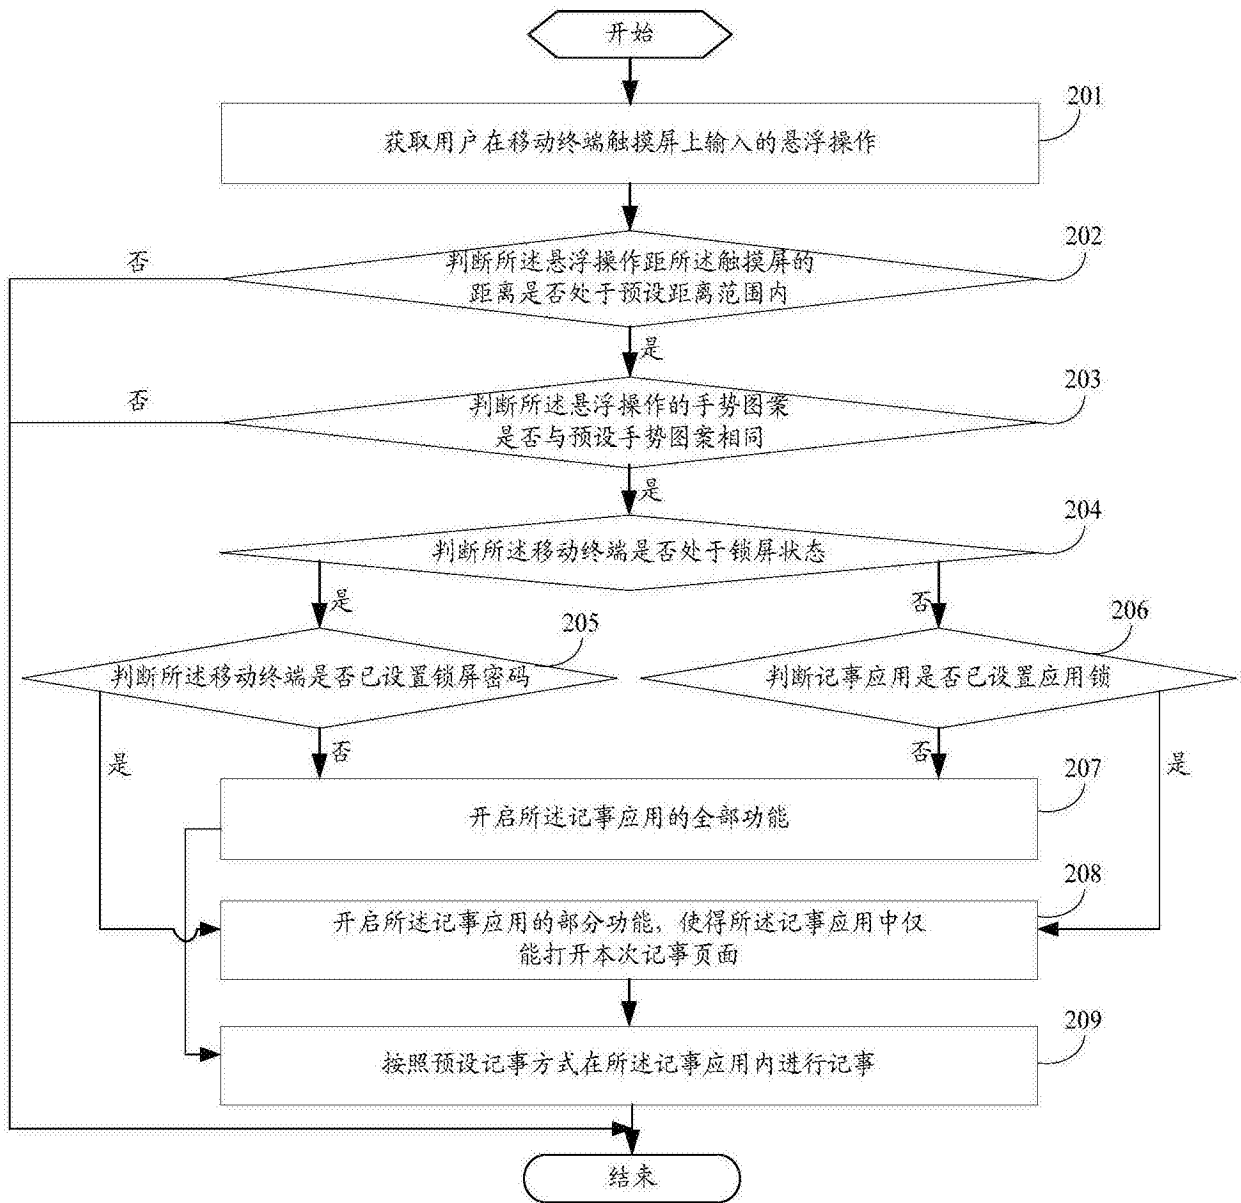 开始
201
获取用户在移动终端触摸屏上输入的悬浮操作
202
否
判断所述悬浮操作距所述触摸屏的
距离是否处于预设距离范围内
是
203
否
判断所述悬浮操作的手势图案
是否与预设手势图案相同
是
204
判断所述移动终端是否处于锁屏状态
是
否
205
206
判断所述移动终端是否已设置锁屏密码
判断记事应用是否已设置应用锁
是
否
否
是
207
开启所述记事应用的全部功能
208
开启所述记事应用的部分功能，使得所述记事应用中仅
能打开本次记事页面
209
按照预设记事方式在所述记事应用内进行记事
结束